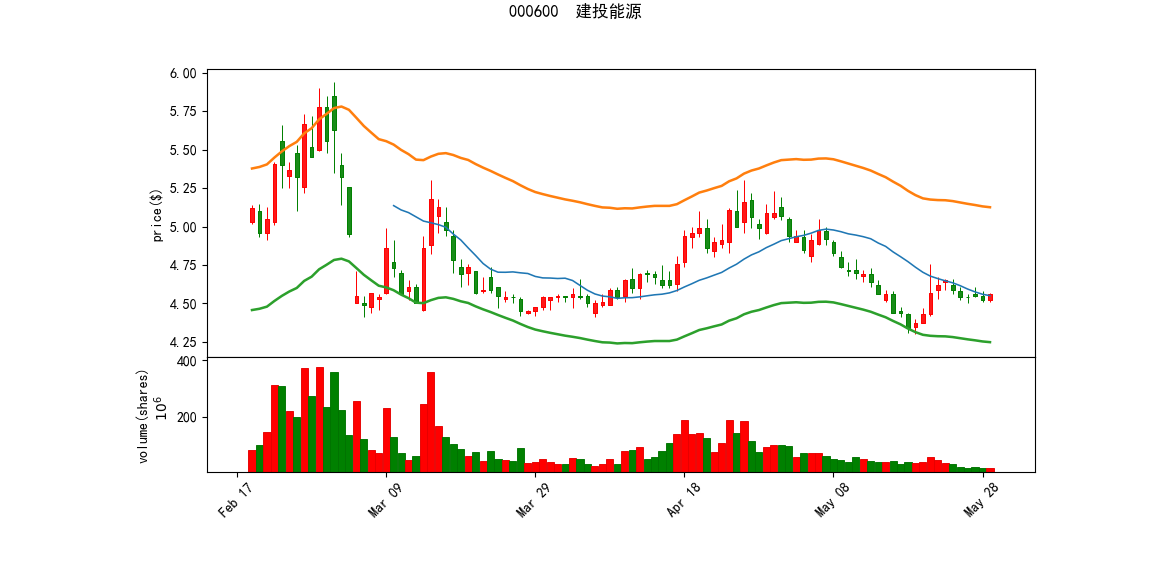 000600 建投能源
price($)
6.00
5.75
5.50
5.25
5.00
4.75
4.50
4.25
volume(shares)
10^6
400
200
Feb 17
Mar 09
Mar 29
Apr 18
May 08
May 28